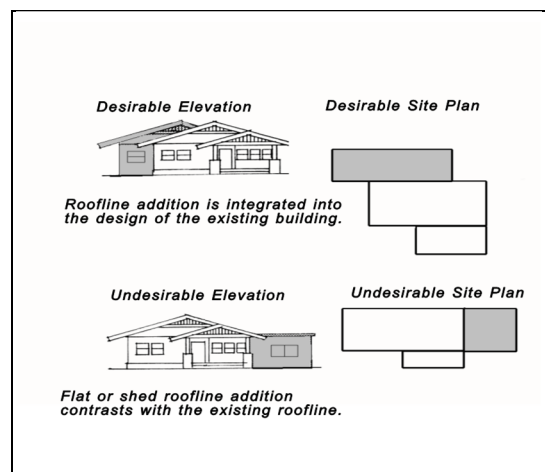 Desirable Elevation
Desirable Site Plan
Roofline addition is integrated into
the design of the existing building.
Undesirable Elevation
Undesirable Site Plan
Flat or shed roofline addition
contrasts with the existing roofline.